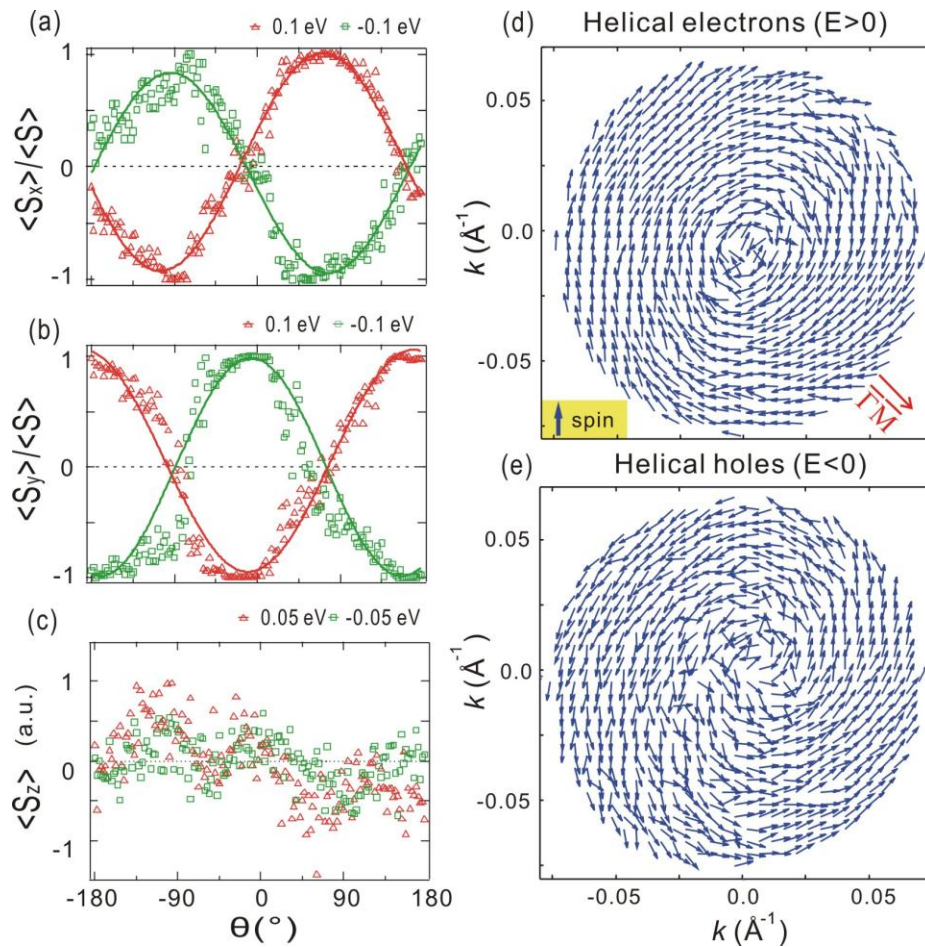 (a)
0.1 eV -0.1 eV
1
0
-1
<Sx>/<S>
(b)
0.1 eV -0.1 eV
1
0
-1
<Sy>/<S>
(c)
0.05 eV -0.05 eV
1
0
-1
<Sz> (a.u.)
-180 -90 0 90 180
Θ(°)
(d) Helical electrons (E>0)
0.05
0.0
-0.05
k (Å⁻¹)
spin
ΓM
(e) Helical holes (E<0)
0.05
0.0
-0.05
k (Å⁻¹)
-0.05 0.0 0.05
k (Å⁻¹)